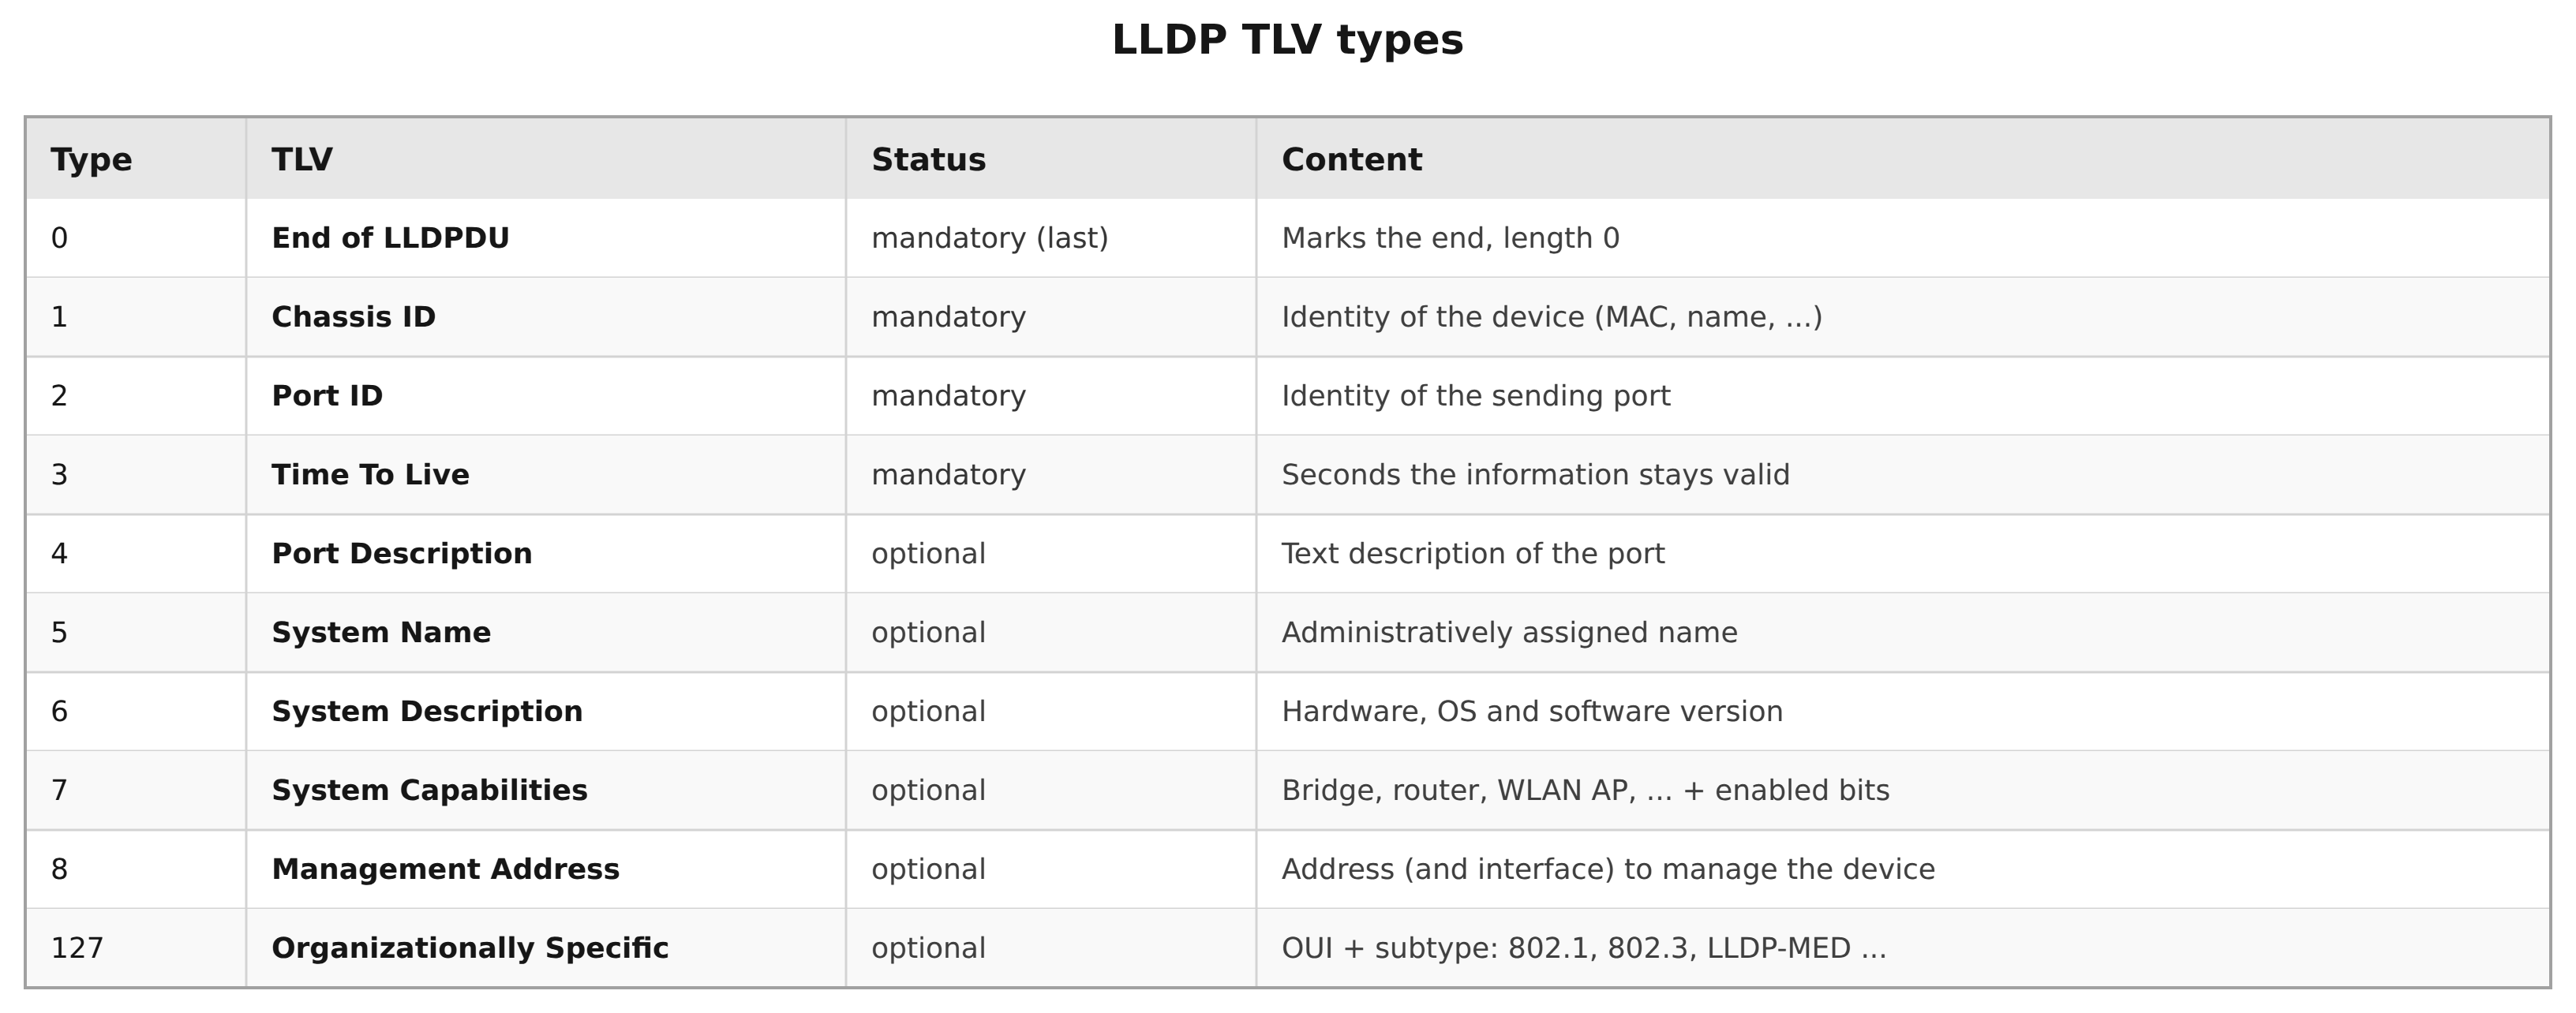 LLDP TLV types
Type TLV Status Content
0 End of LLDPDU mandatory (last) Marks the end, length 0
1 Chassis ID mandatory Identity of the device (MAC, name, ...)
2 Port ID mandatory Identity of the sending port
3 Time To Live mandatory Seconds the information stays valid
4 Port Description optional Text description of the port
5 System Name optional Administratively assigned name
6 System Description optional Hardware, OS and software version
7 System Capabilities optional Bridge, router, WLAN AP, ... + enabled bits
8 Management Address optional Address (and interface) to manage the device
127 Organizationally Specific optional OUI + subtype: 802.1, 802.3, LLDP-MED ...